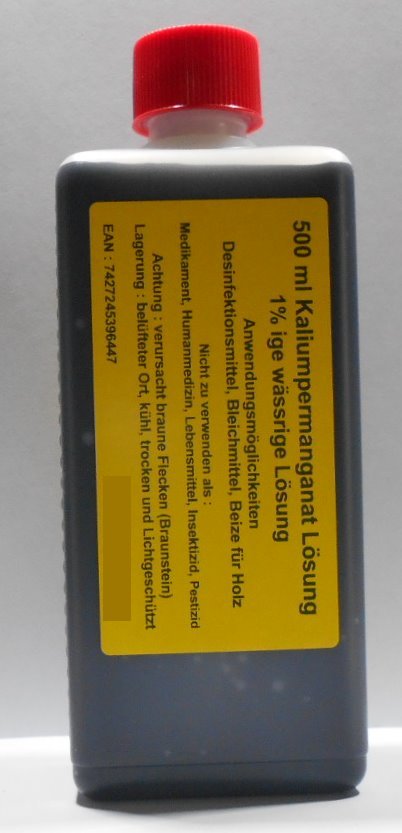 500 ml Kaliumpermanganat Lösung
1% ige wässrige Lösung
Anwendungsmöglichkeiten
Desinfektionsmittel, Bleichmittel, Beize für Holz
Nicht zu verwenden als :
Medikament, Humanmedizin, Lebensmittel, Insektizid, Pestizid
Achtung : verursacht braune Flecken (Braunstein)
Lagerung : belüfteter Ort, kühl, trocken und Lichtgeschützt
EAN : 7427245396447